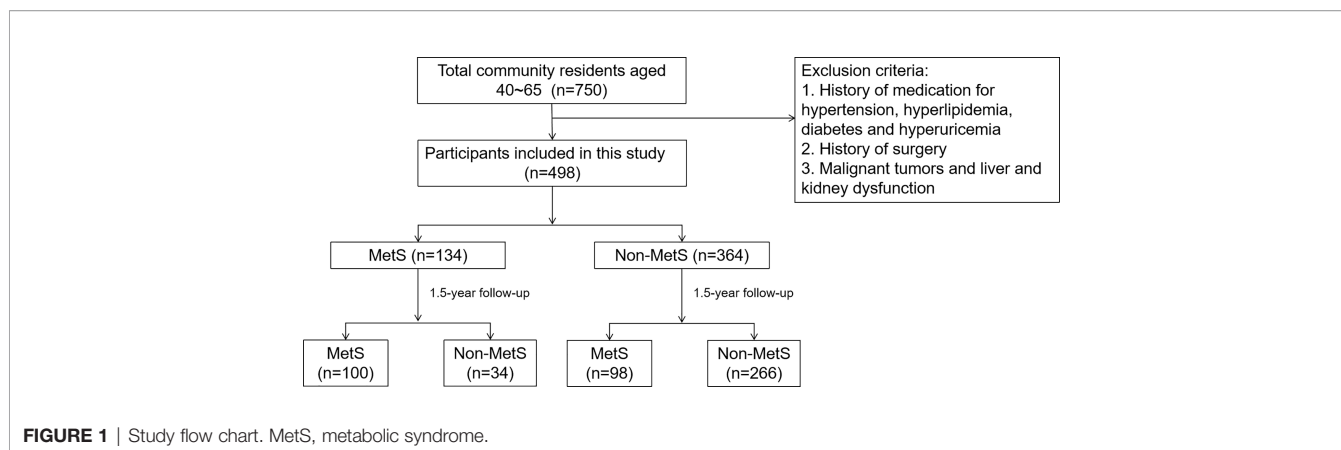 Total community residents aged
40~65 (n=750)
Exclusion criteria:
1. History of medication for
hypertension, hyperlipidemia,
diabetes and hyperuricemia
2. History of surgery
3. Malignant tumors and liver and
kidney dysfunction
Participants included in this study
(n=498)
MetS (n=134)
Non-MetS (n=364)
1.5-year follow-up
1.5-year follow-up
MetS
(n=100)
Non-MetS
(n=34)
MetS
(n=98)
Non-MetS
(n=266)
FIGURE 1 | Study flow chart. MetS, metabolic syndrome.